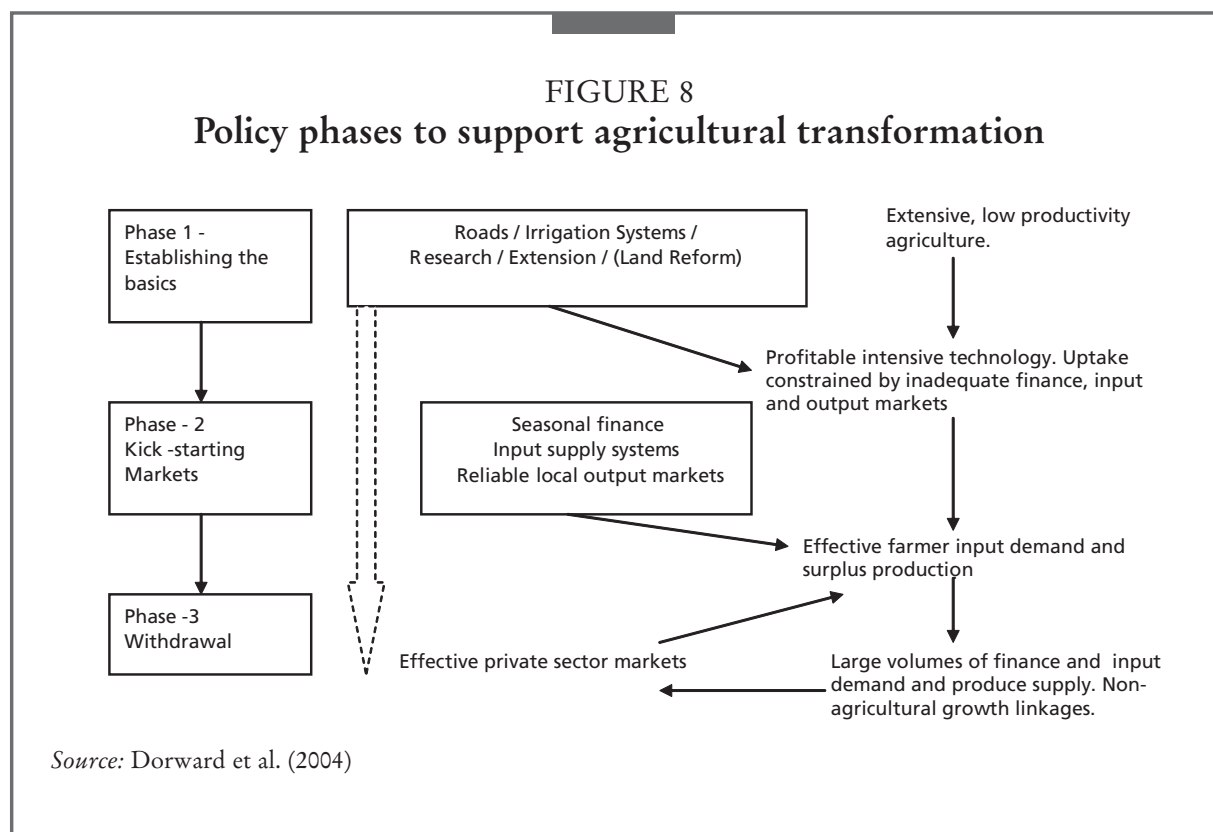 FIGURE 8
Policy phases to support agricultural transformation
Phase 1 -
Establishing the
basics
Roads / Irrigation Systems /
Research / Extension / (Land Reform)
Extensive, low productivity
agriculture.
Profitable intensive technology. Uptake
constrained by inadequate finance, input
and output markets
Phase - 2
Kick -starting
Markets
Seasonal finance
Input supply systems
Reliable local output markets
Effective farmer input demand and
surplus production
Phase -3
Withdrawal
Effective private sector markets
Large volumes of finance and input
demand and produce supply. Non-
agricultural growth linkages.
Source: Dorward et al. (2004)